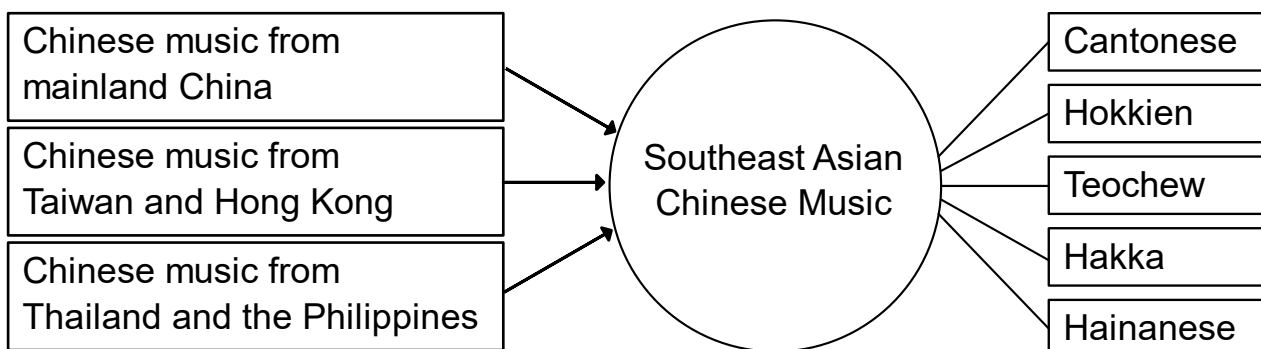 Chinese music from
mainland China
Chinese music from
Taiwan and Hong Kong
Chinese music from
Thailand and the Philippines
Southeast Asian
Chinese Music
Cantonese
Hokkien
Teochew
Hakka
Hainanese